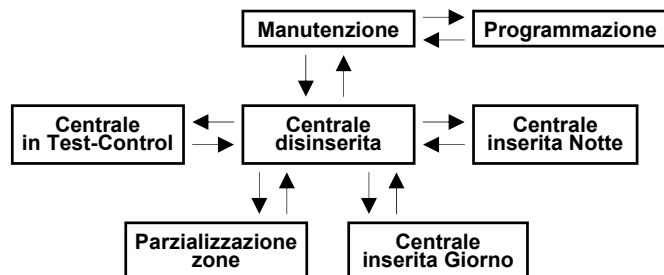 Manutenzione
Programmazione
Centrale
in Test-Control
Centrale
disinserita
Centrale
inserita Notte
Parzializzazione
zone
Centrale
inserita Giorno